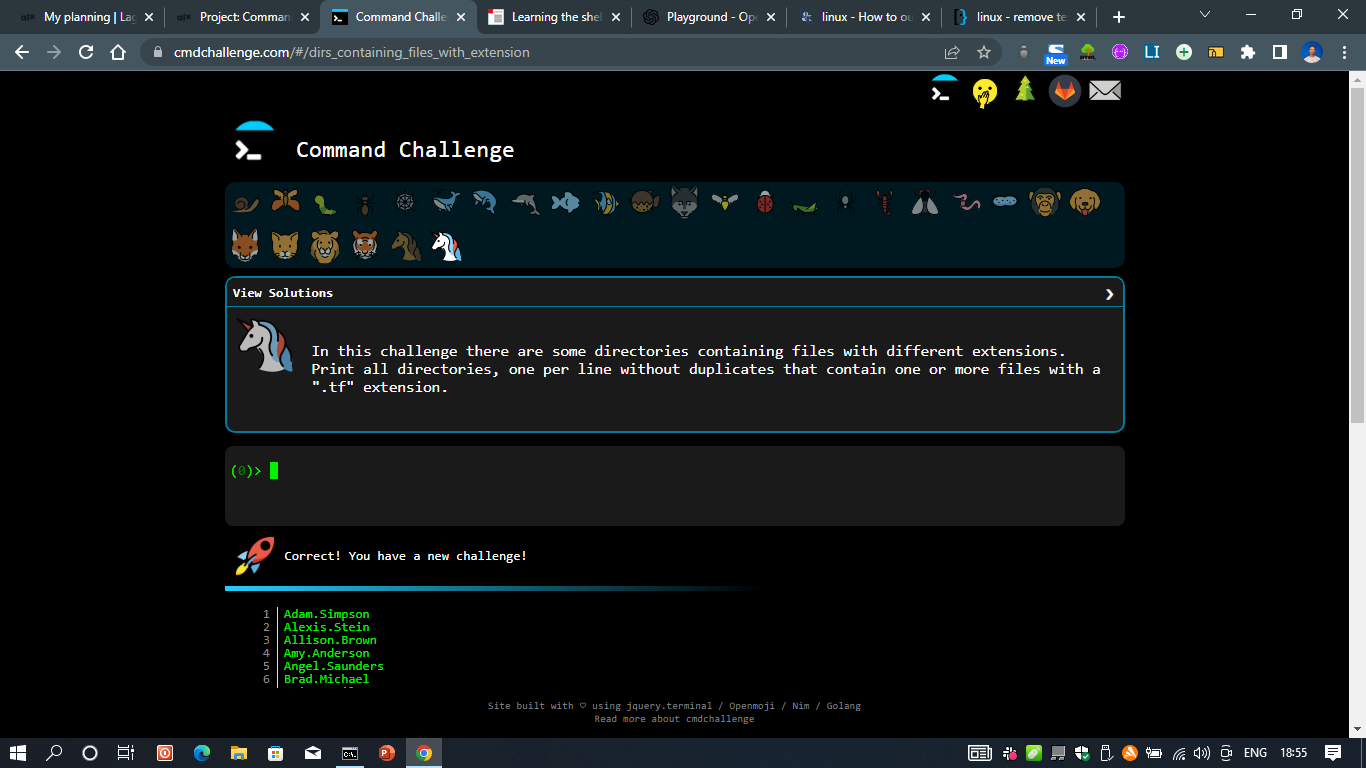 My planning | Lag
Project: Comman
Command Challe
Learning the shel
Playground - Ope
linux - How to ou
linux - remove te
cmdchallenge.com/#/dirs_containing_files_with_extension
New
LI
Command Challenge
View Solutions
In this challenge there are some directories containing files with different extensions.
Print all directories, one per line without duplicates that contain one or more files with a
".tf" extension.
(0)>
Correct! You have a new challenge!
1 Adam.Simpson
2 Alexis.Stein
3 Allison.Brown
4 Amy.Anderson
5 Angel.Saunders
6 Brad.Michael
Site built with ♡ using jquery.terminal / Openmoji / Nim / Golang
Read more about cmdchallenge
ENG 18:55